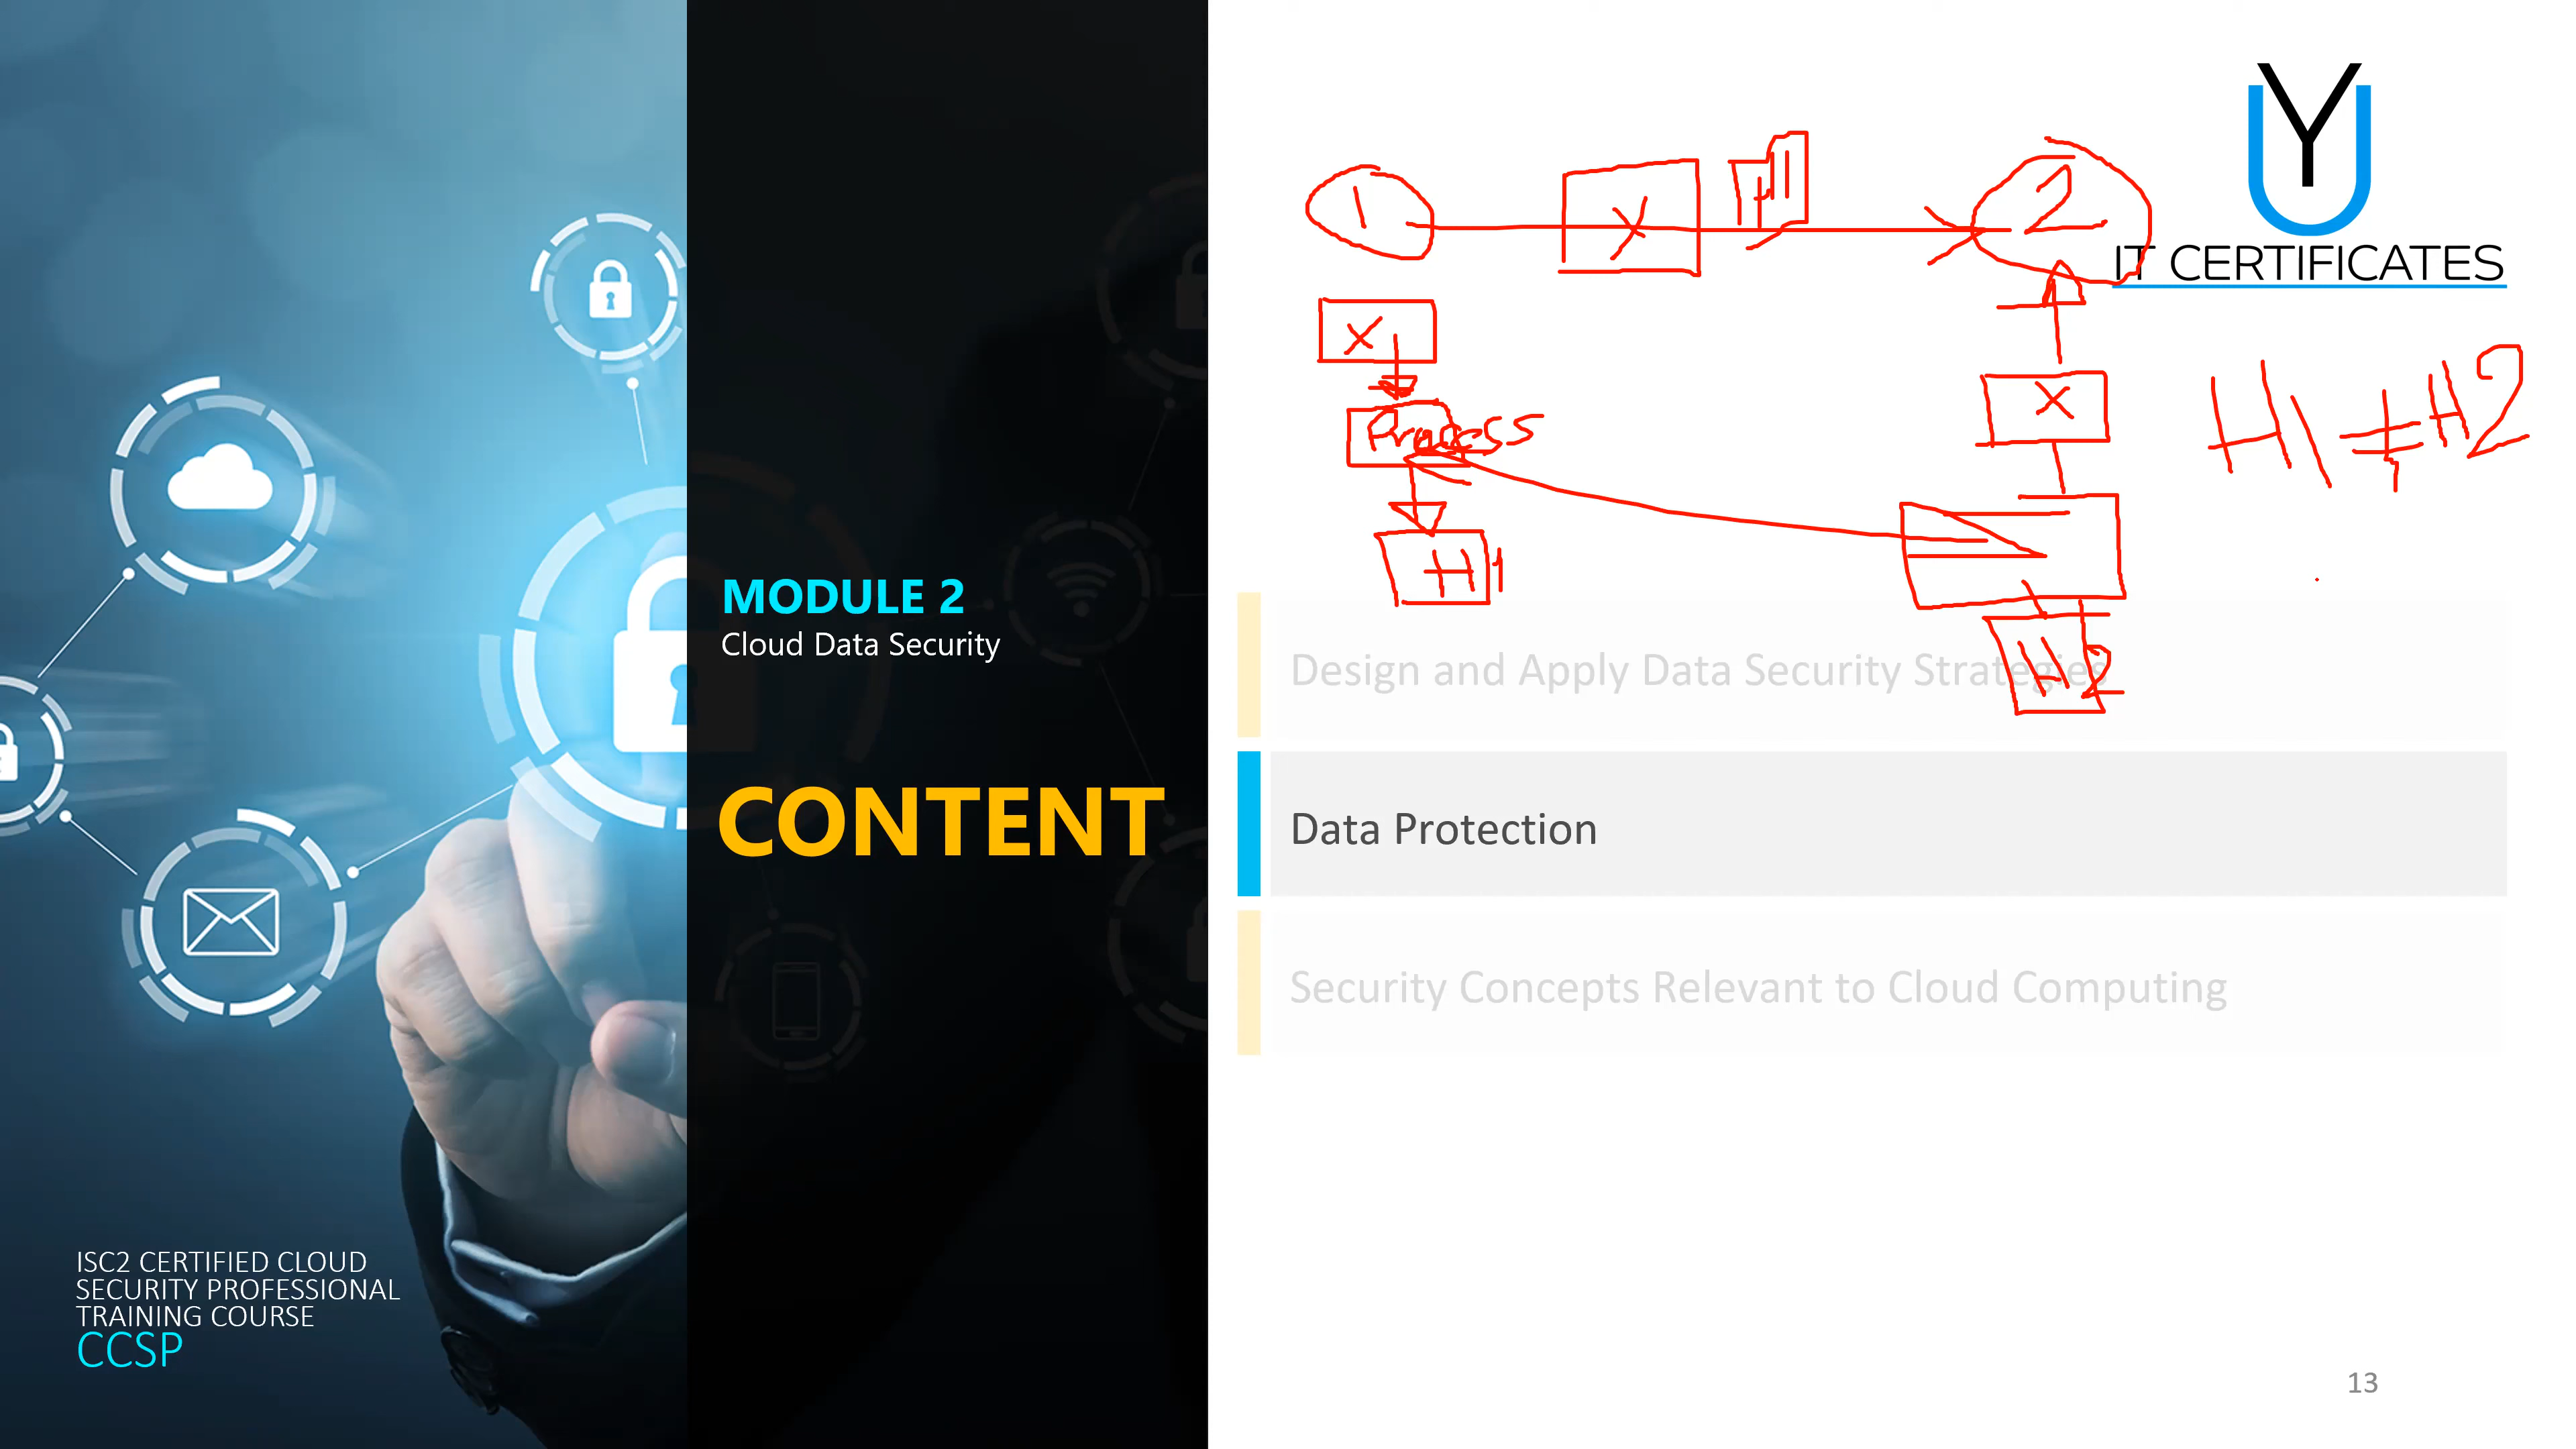 1
X
H1
2
IT CERTIFICATES
X
Process
H1
X
H1 ≠ H2
H2
MODULE 2
Cloud Data Security
CONTENT
Design and Apply Data Security Strategies
Data Protection
Security Concepts Relevant to Cloud Computing
ISC2 CERTIFIED CLOUD
SECURITY PROFESSIONAL
TRAINING COURSE
CCSP
13